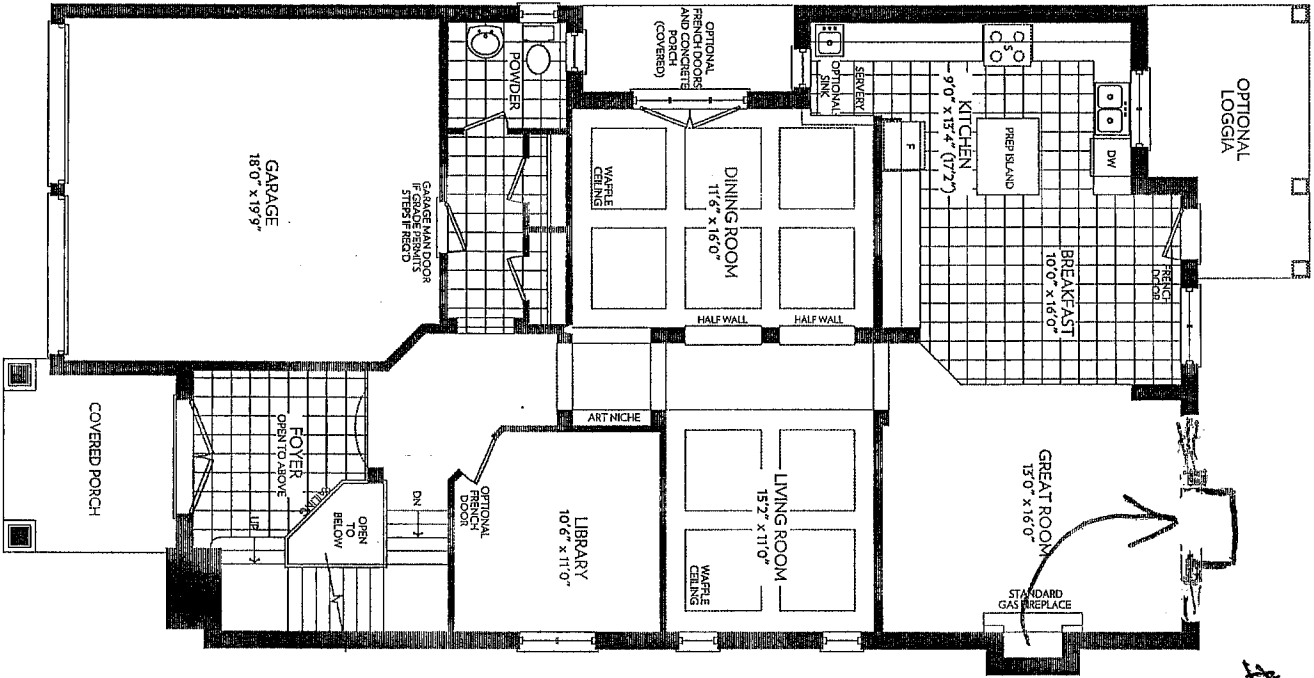 OPTIONAL
FRENCH DOORS
AND CONCRETE
PORCH
(COVERED)
POWDER
GARAGE
18'0" x 19'9"
GARAGE MAN DOOR
IF GRADE PERMITS
STEPS IF REQ'D
WAFFLE
CEILING
DINING ROOM
11'6" x 16'0"
HALF WALL
HALF WALL
SERVERY
OPTIONAL
SINK
S
KITCHEN
9'0" x 13'4" (17'2")
PREP ISLAND
F
DW
OPTIONAL
LOGGIA
BREAKFAST
10'0" x 16'0"
FRENCH
DOOR
COVERED PORCH
FOYER
OPEN TO ABOVE
RAILING
UP
OPEN
TO
BELOW
DN
ART NICHE
OPTIONAL
FRENCH
DOOR
LIBRARY
10'6" x 11'0"
LIVING ROOM
15'2" x 11'0"
WAFFLE
CEILING
GREAT ROOM
13'0" x 16'0"
STANDARD
GAS FIREPLACE